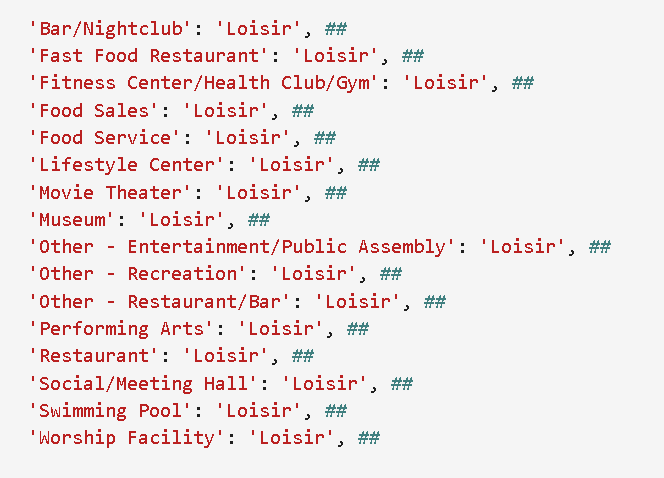 'Bar/Nightclub': 'Loisir', ##
'Fast Food Restaurant': 'Loisir', ##
'Fitness Center/Health Club/Gym': 'Loisir', ##
'Food Sales': 'Loisir', ##
'Food Service': 'Loisir', ##
'Lifestyle Center': 'Loisir', ##
'Movie Theater': 'Loisir', ##
'Museum': 'Loisir', ##
'Other - Entertainment/Public Assembly': 'Loisir', ##
'Other - Recreation': 'Loisir', ##
'Other - Restaurant/Bar': 'Loisir', ##
'Performing Arts': 'Loisir', ##
'Restaurant': 'Loisir', ##
'Social/Meeting Hall': 'Loisir', ##
'Swimming Pool': 'Loisir', ##
'Worship Facility': 'Loisir', ##